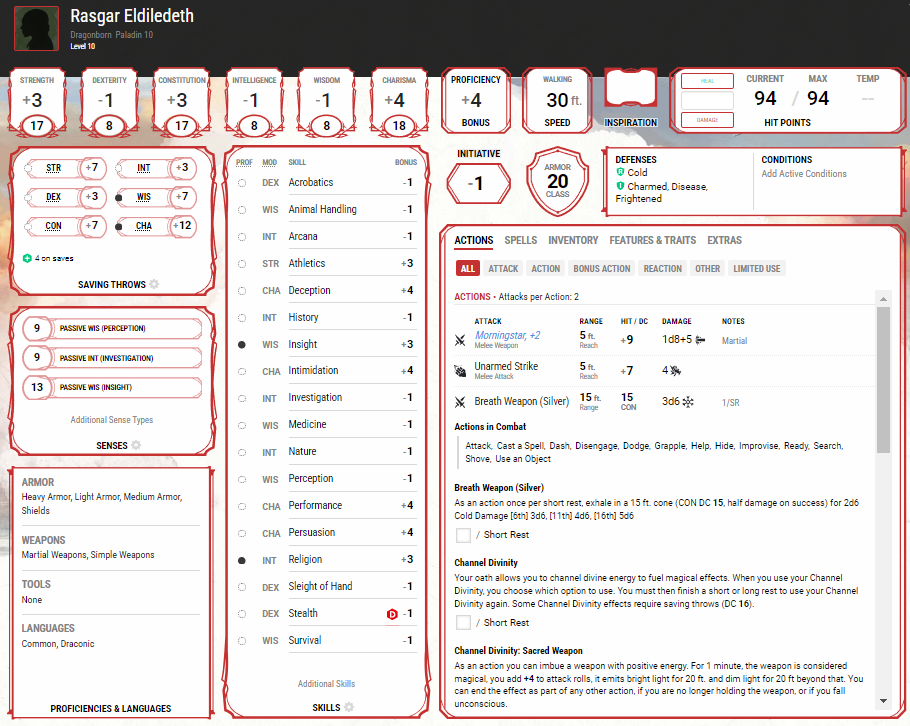 Rasgar Eldiledeth
Dragonborn Paladin 10
Level 10
STRENGTH
+3
17
DEXTERITY
-1
8
CONSTITUTION
+3
17
INTELLIGENCE
-1
8
WISDOM
-1
8
CHARISMA
+4
18
PROFICIENCY
+4
BONUS
WALKING
30 ft.
SPEED
INSPIRATION
HEAL
DAMAGE
CURRENT MAX TEMP
94 / 94 --
HIT POINTS
STR +7 INT +3
DEX +3 WIS +7
CON +7 CHA +12
4 on saves
SAVING THROWS
9 PASSIVE WIS (PERCEPTION)
9 PASSIVE INT (INVESTIGATION)
13 PASSIVE WIS (INSIGHT)
Additional Sense Types
SENSES
ARMOR
Heavy Armor, Light Armor, Medium Armor,
Shields
WEAPONS
Martial Weapons, Simple Weapons
TOOLS
None
LANGUAGES
Common, Draconic
PROFICIENCIES & LANGUAGES
PROF MOD SKILL BONUS
DEX Acrobatics -1
WIS Animal Handling -1
INT Arcana -1
STR Athletics +3
CHA Deception +4
INT History -1
WIS Insight +3
CHA Intimidation +4
INT Investigation -1
WIS Medicine -1
INT Nature -1
WIS Perception -1
CHA Performance +4
CHA Persuasion +4
INT Religion +3
DEX Sleight of Hand -1
DEX Stealth D -1
WIS Survival -1
Additional Skills
SKILLS
INITIATIVE
-1
ARMOR
20
CLASS
DEFENSES
Cold
Charmed, Disease,
Frightened
CONDITIONS
Add Active Conditions
ACTIONS SPELLS INVENTORY FEATURES & TRAITS EXTRAS
ALL ATTACK ACTION BONUS ACTION REACTION OTHER LIMITED USE
ACTIONS • Attacks per Action: 2
ATTACK RANGE HIT / DC DAMAGE NOTES
Morningstar, +2 5 ft. +9 1d8+5 Martial
Melee Weapon Reach
Unarmed Strike 5 ft. +7 4
Melee Attack Reach
Breath Weapon (Silver) 15 ft. 15 3d6 1/SR
Range CON
Actions in Combat
Attack, Cast a Spell, Dash, Disengage, Dodge, Grapple, Help, Hide, Improvise, Ready, Search,
Shove, Use an Object
Breath Weapon (Silver)
As an action once per short rest, exhale in a 15 ft. cone (CON DC 15, half damage on success) for 2d6
Cold Damage [6th] 3d6, [11th] 4d6, [16th] 5d6
/ Short Rest
Channel Divinity
Your oath allows you to channel divine energy to fuel magical effects. When you use your Channel
Divinity, you choose which option to use. You must then finish a short or long rest to use your Channel
Divinity again. Some Channel Divinity effects require saving throws (DC 16).
/ Short Rest
Channel Divinity: Sacred Weapon
As an action you can imbue a weapon with positive energy. For 1 minute, the weapon is considered
magical, you add +4 to attack rolls, it emits bright light for 20 ft. and dim light for 20 ft beyond that. You
can end the effect as part of any other action, if you are no longer holding the weapon, or if you fall
unconscious.